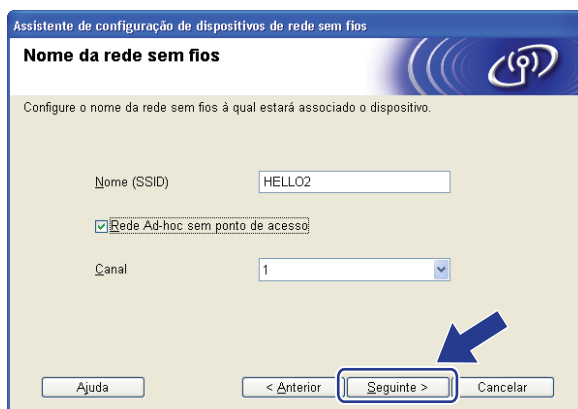 Assistente de configuração de dispositivos de rede sem fios
Nome da rede sem fios
Configure o nome da rede sem fios à qual estará associado o dispositivo.
Nome (SSID) HELLO2
Rede Ad-hoc sem ponto de acesso
Canal 1
Ajuda < Anterior Seguinte > Cancelar